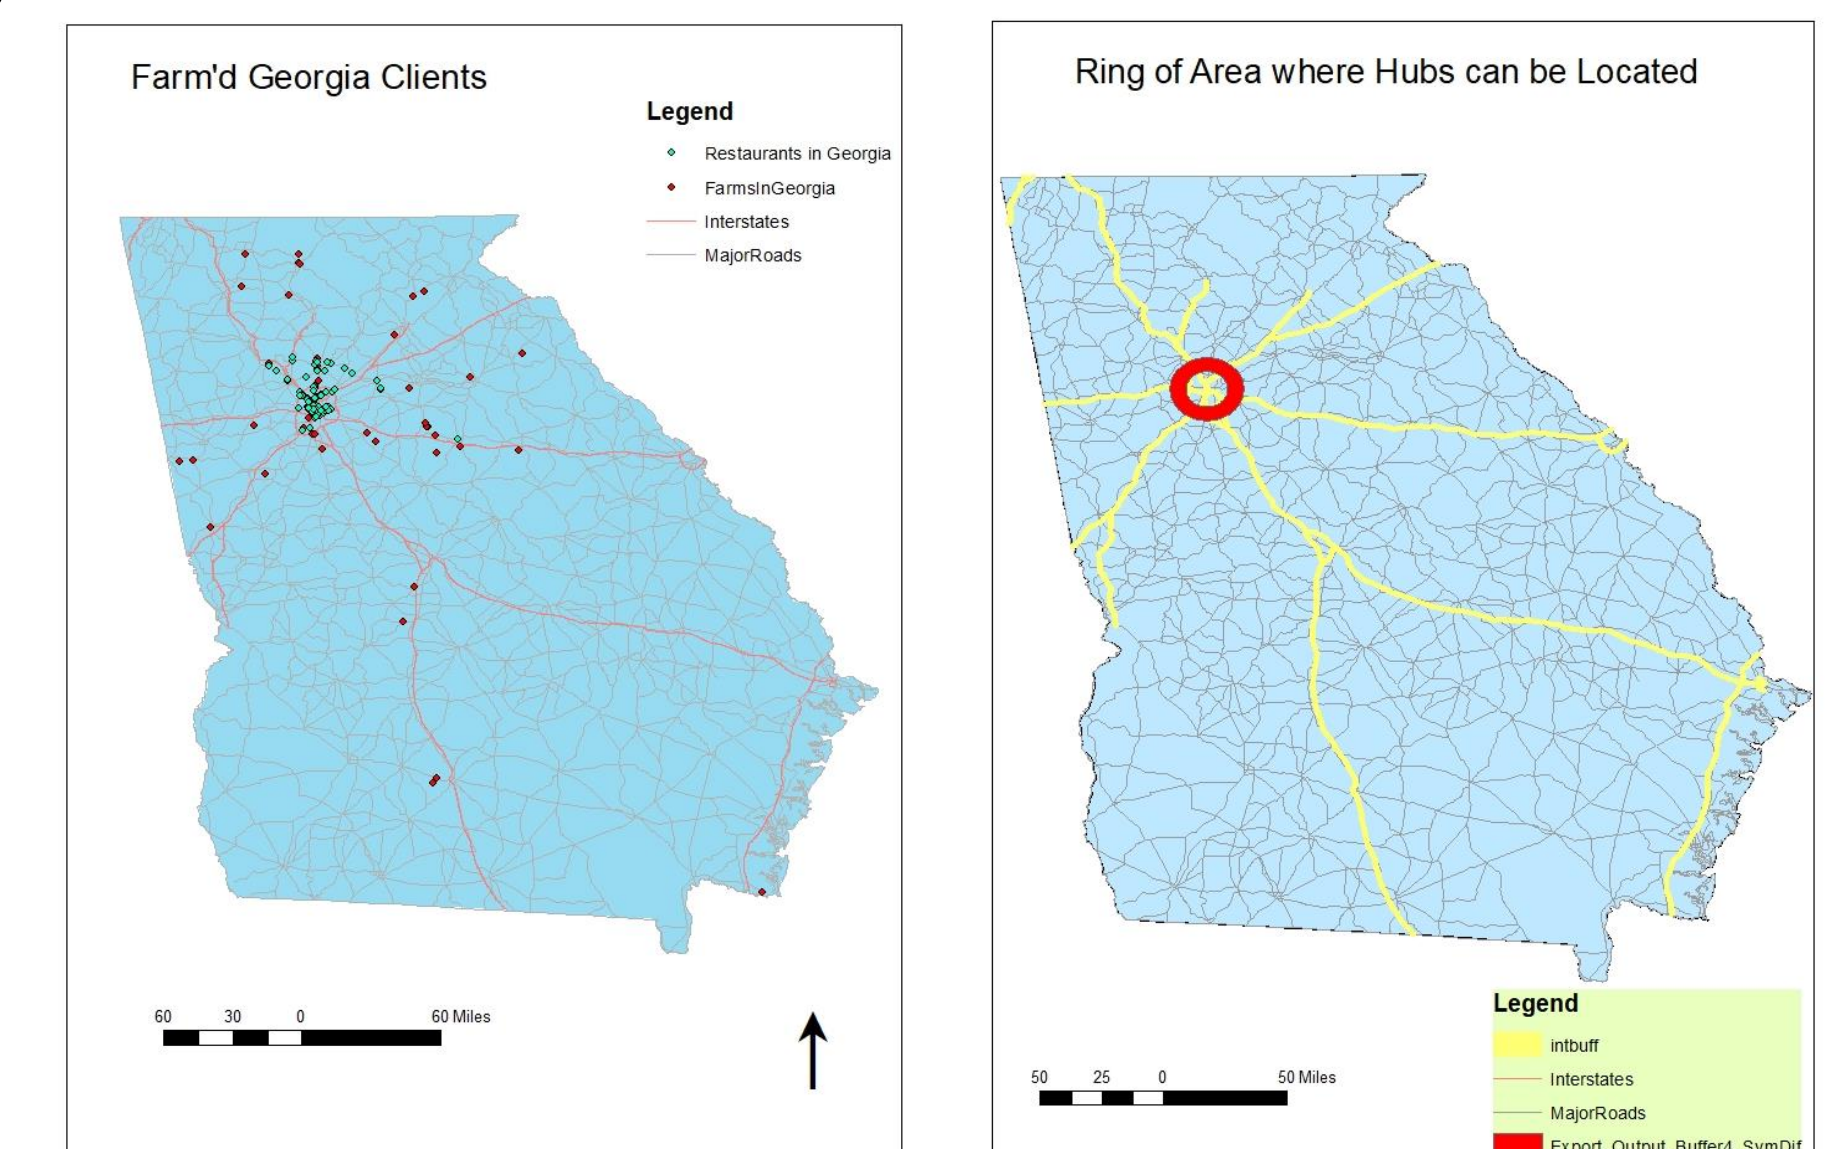 Farm'd Georgia Clients
Legend
Restaurants in Georgia
FarmsInGeorgia
Interstates
MajorRoads
60 30 0 60 Miles
Ring of Area where Hubs can be Located
50 25 0 50 Miles
Legend
intbuff
Interstates
MajorRoads
Export_Output_Buffer4_SymDif